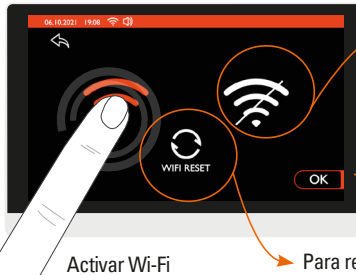 06.10.2021 19:08
WIFI RESET
OK
Activar Wi-Fi
Para re